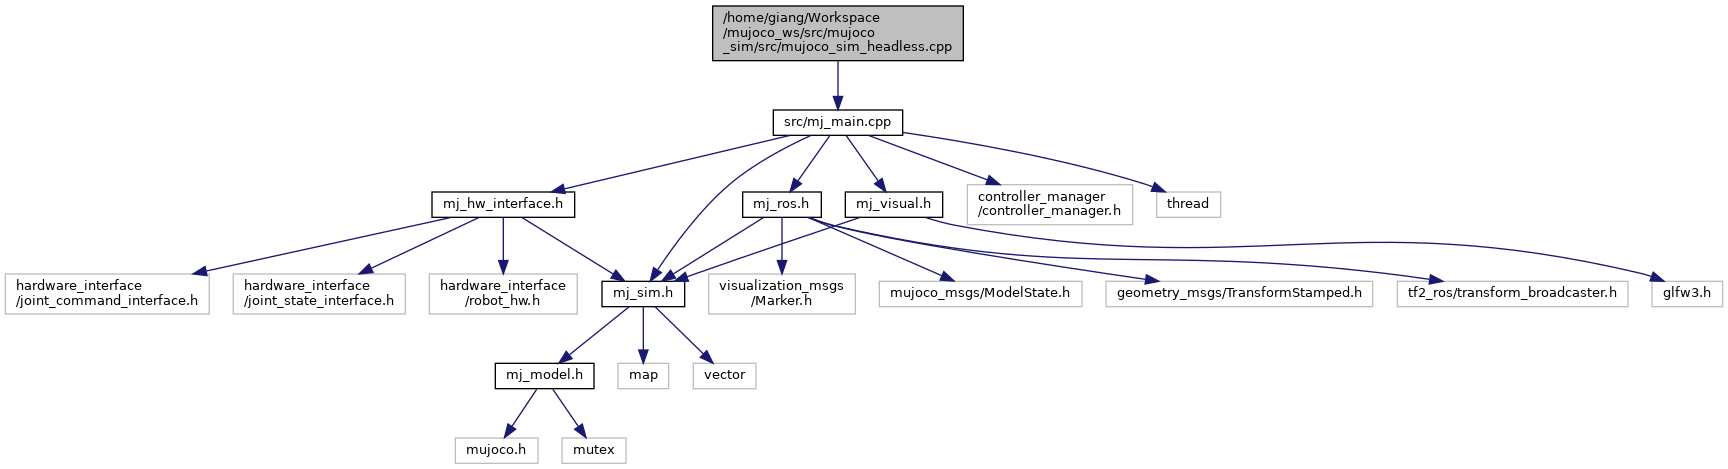 /home/giang/Workspace
/mujoco_ws/src/mujoco
_sim/src/mujoco_sim_headless.cpp
src/mj_main.cpp
mj_hw_interface.h
mj_ros.h
mj_visual.h
controller_manager
/controller_manager.h
thread
hardware_interface
/joint_command_interface.h
hardware_interface
/joint_state_interface.h
hardware_interface
/robot_hw.h
mj_sim.h
visualization_msgs
/Marker.h
mujoco_msgs/ModelState.h
geometry_msgs/TransformStamped.h
tf2_ros/transform_broadcaster.h
glfw3.h
mj_model.h
map
vector
mujoco.h
mutex